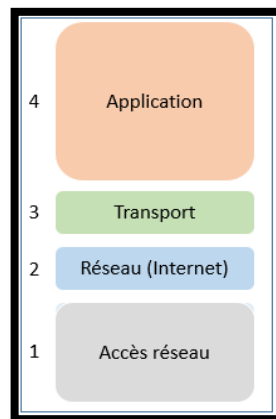 4 Application
3 Transport
2 Réseau (Internet)
1 Accès réseau